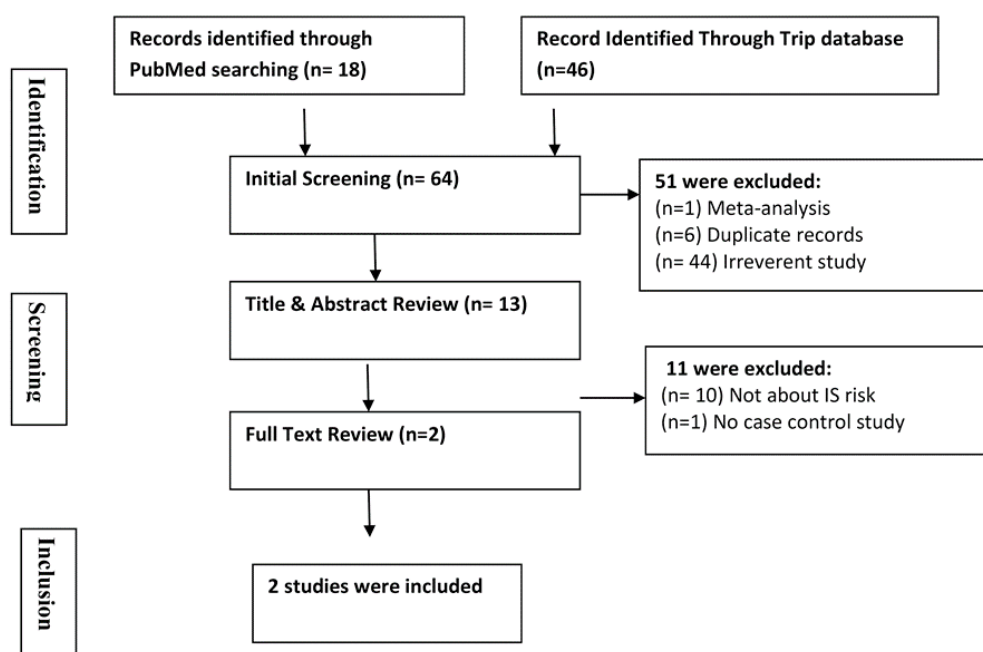 Records identified through
PubMed searching (n= 18)
Record Identified Through Trip database
(n=46)
Identification
Initial Screening (n= 64)
51 were excluded:
(n=1) Meta-analysis
(n=6) Duplicate records
(n= 44) Irreverent study
Screening
Title & Abstract Review (n= 13)
11 were excluded:
(n= 10) Not about IS risk
(n=1) No case control study
Full Text Review (n=2)
Inclusion
2 studies were included